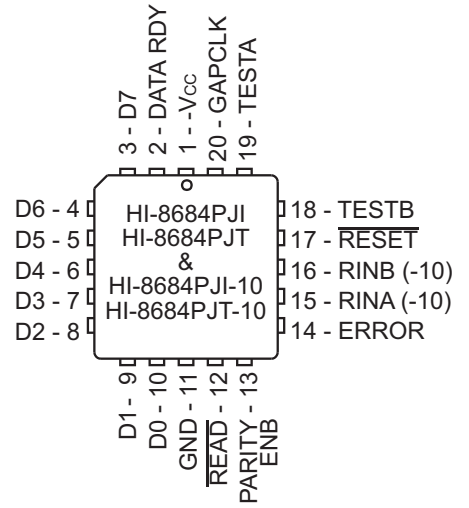 3 - D7
2 - DATA RDY
1 - -Vcc
20 - GAPCLK
19 - TESTA
D6 - 4
D5 - 5
D4 - 6
D3 - 7
D2 - 8
HI-8684PJI
HI-8684PJT
&
HI-8684PJI-10
HI-8684PJT-10
18 - TESTB
17 - RESET
16 - RINB (-10)
15 - RINA (-10)
14 - ERROR
D1- 9
D0 - 10
GND - 11
READ - 12
PARITY - 13
ENB